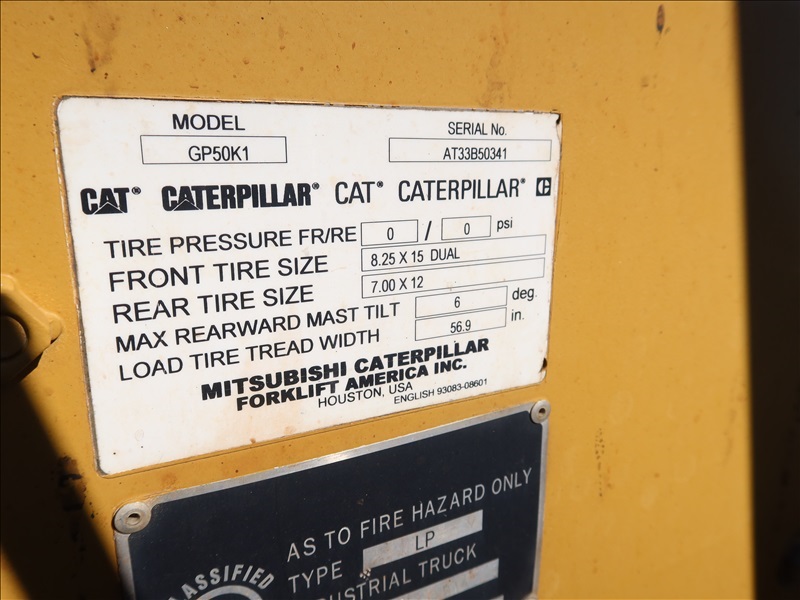 MODEL SERIAL No.
GP50K1 AT33B50341
CAT® CATERPILLAR® CAT® CATERPILLAR®
TIRE PRESSURE FR/RE 0 / 0 psi
FRONT TIRE SIZE 8.25 X 15 DUAL
REAR TIRE SIZE 7.00 X 12
MAX REARWARD MAST TILT 6 deg.
LOAD TIRE TREAD WIDTH 56.9 in.
MITSUBISHI CATERPILLAR
FORKLIFT AMERICA INC.
HOUSTON, USA ENGLISH 93083-08601
AS TO FIRE HAZARD ONLY
TYPE LP
TRUCK